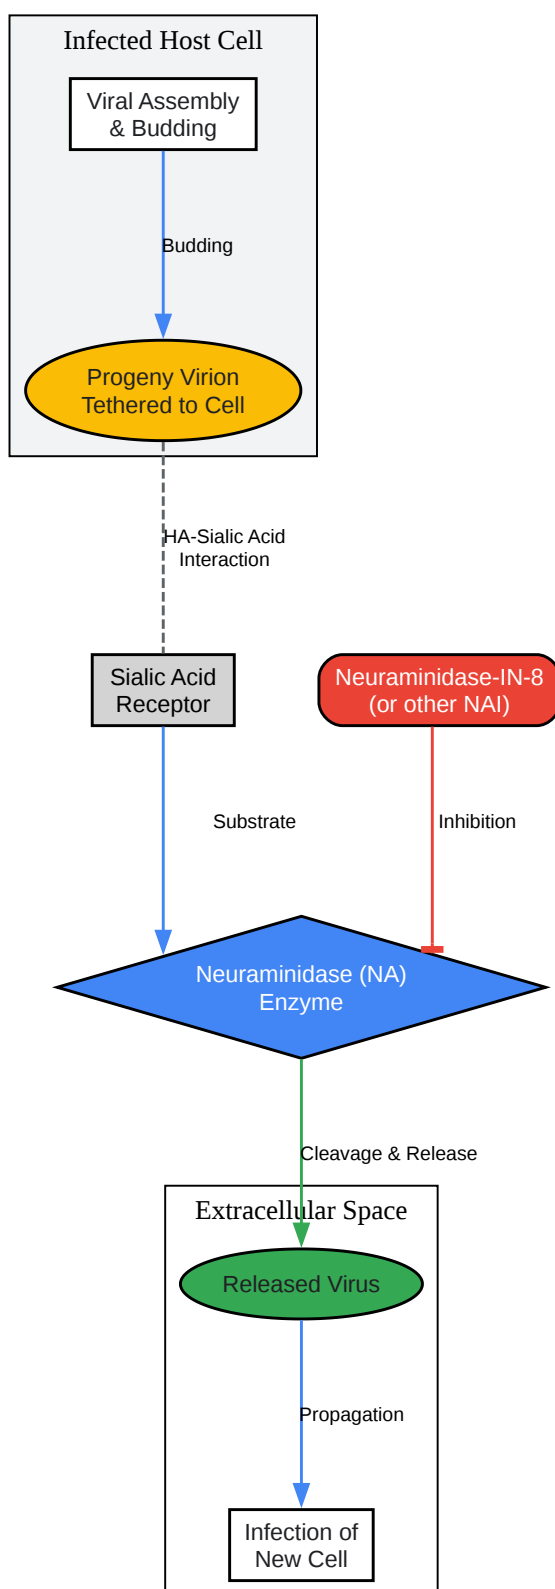 Infected Host Cell
Viral Assembly
& Budding
Budding
Progeny Virion
Tethered to Cell
HA-Sialic Acid
Interaction
Sialic Acid
Receptor
Neuraminidase-IN-8
(or other NAI)
Substrate
Inhibition
Neuraminidase (NA)
Enzyme
Cleavage & Release
Extracellular Space
Released Virus
Propagation
Infection of
New Cell